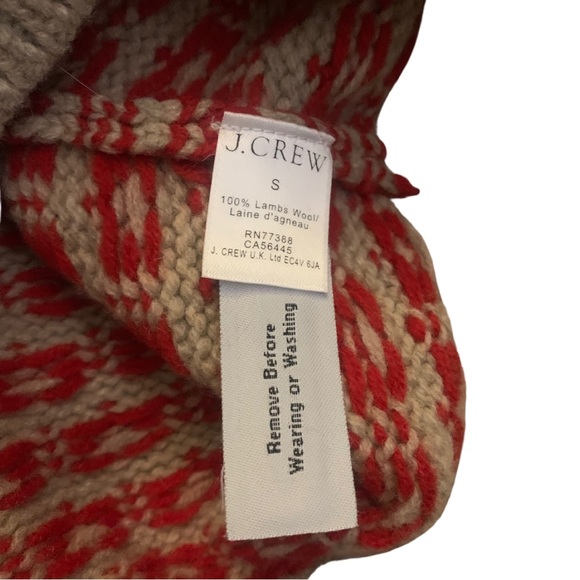 J.CREW
S
100% Lambs Wool/
Laine d'agneau
RN77388
CA56445
J. CREW U.K. Ltd EC4V 6JA
Remove Before
Wearing or Washing